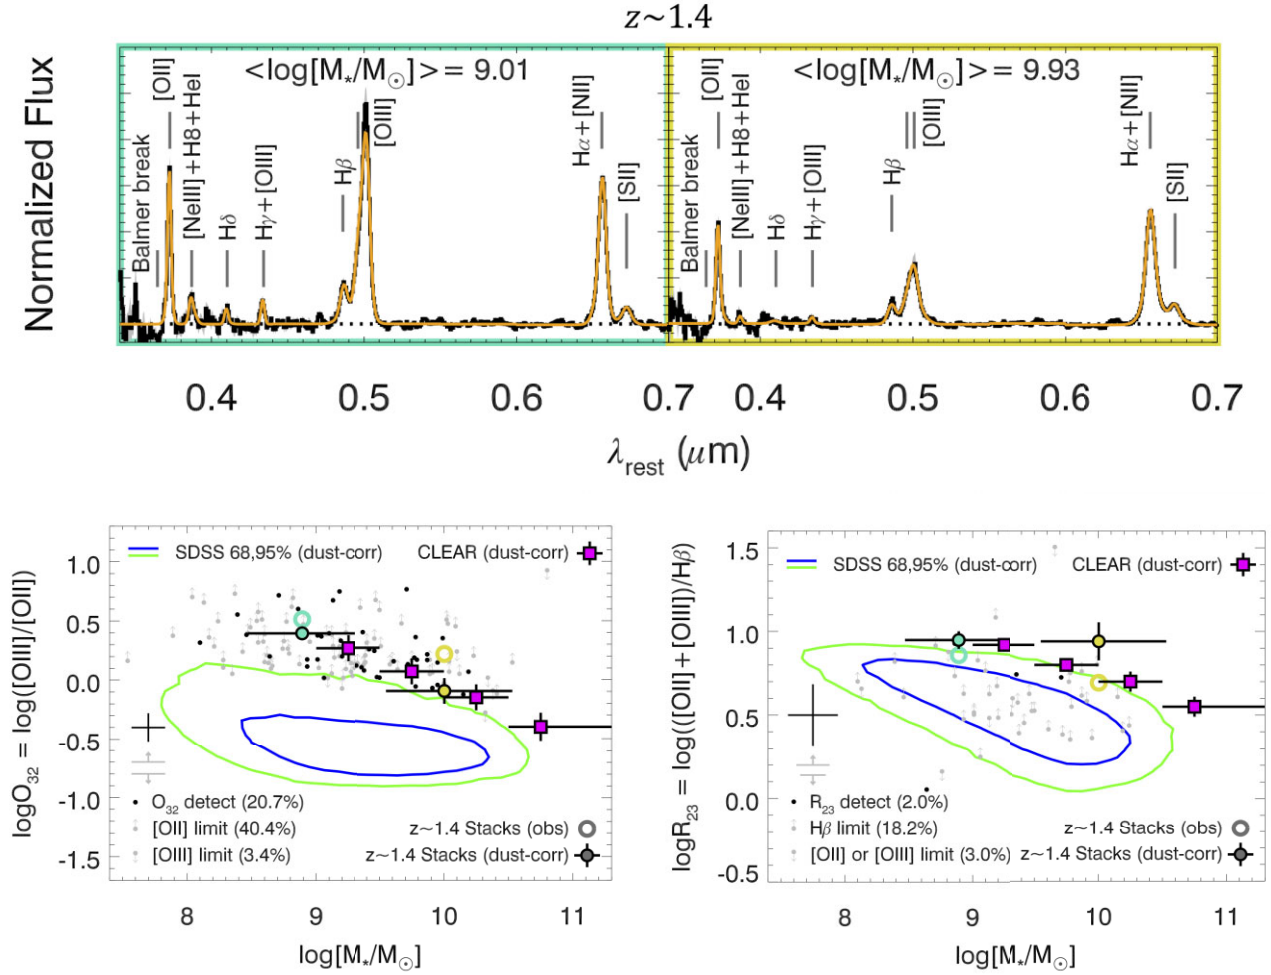 z~1.4
Normalized Flux
<log[M*/M⊙]> = 9.01
Balmer break
[OII]
[NeIII]+H8+HeI
Hδ
Hγ+[OIII]
Hβ
[OIII]
Hα+[NII]
[SII]
<log[M*/M⊙]> = 9.93
Balmer break
[OII]
[NeIII]+H8+HeI
Hδ
Hγ+[OIII]
Hβ
[OIII]
Hα+[NII]
[SII]
0.4 0.5 0.6 0.7 0.4 0.5 0.6 0.7
λrest (μm)
logO32 = log([OIII]/[OII])
1.0
0.5
0.0
-0.5
-1.0
-1.5
SDSS 68,95% (dust-corr)
CLEAR (dust-corr)
O32 detect (20.7%)
[OII] limit (40.4%)
[OIII] limit (3.4%)
z~1.4 Stacks (obs)
z~1.4 Stacks (dust-corr)
8 9 10 11
log[M*/M⊙]
logR23 = log(([OII]+[OIII])/Hβ)
1.5
1.0
0.5
0.0
-0.5
SDSS 68,95% (dust-corr)
CLEAR (dust-corr)
R23 detect (2.0%)
Hβ limit (18.2%)
[OII] or [OIII] limit (3.0%)
z~1.4 Stacks (obs)
z~1.4 Stacks (dust-corr)
8 9 10 11
log[M*/M⊙]